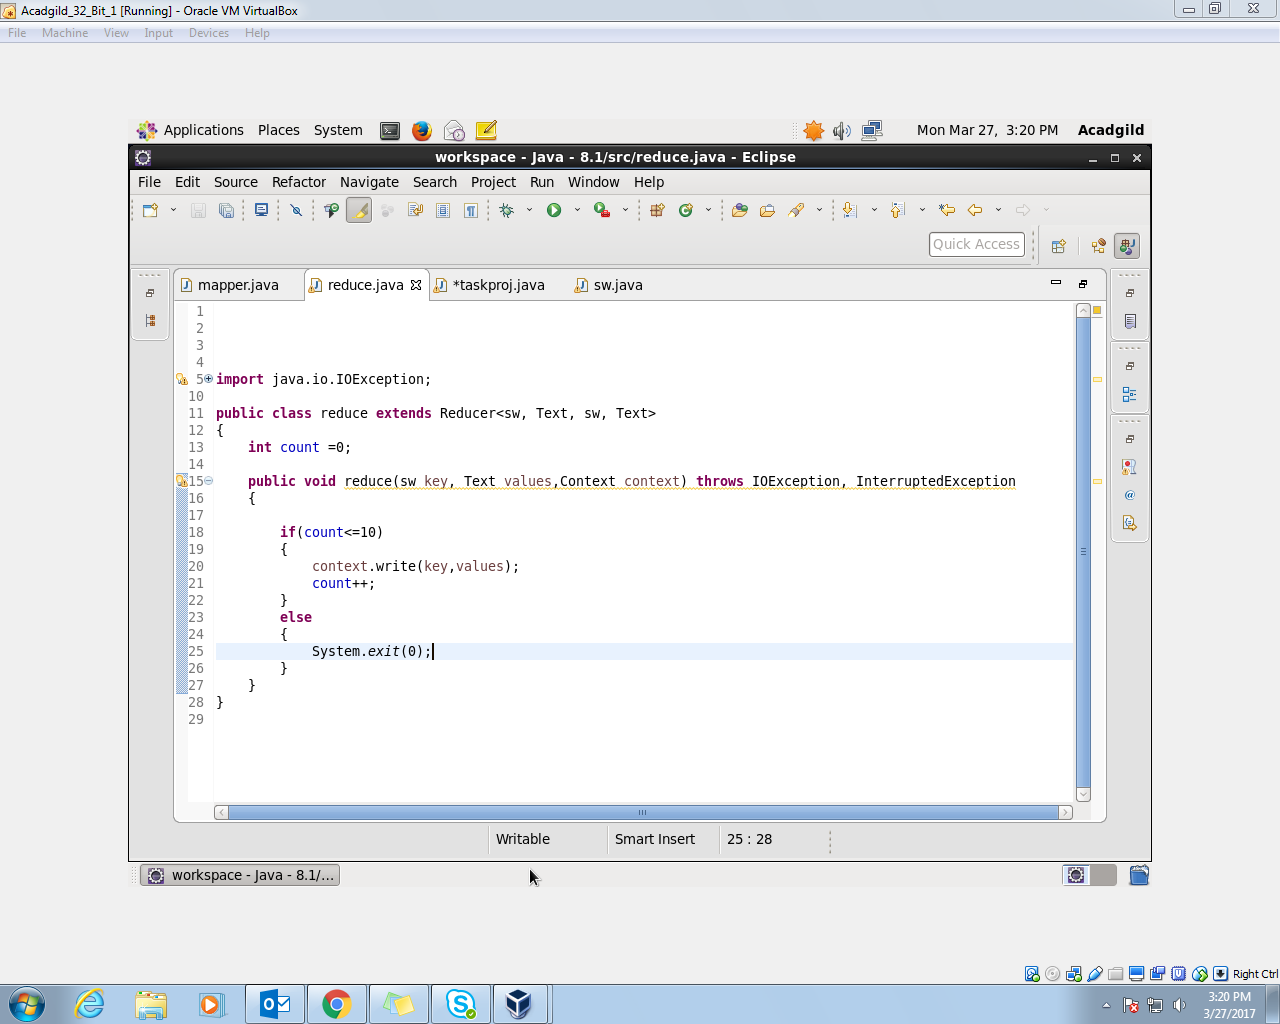 Acadgild_32_Bit_1 [Running] - Oracle VM VirtualBox
File Machine View Input Devices Help
Applications Places System Mon Mar 27, 3:20 PM Acadgild
workspace - Java - 8.1/src/reduce.java - Eclipse
File Edit Source Refactor Navigate Search Project Run Window Help
Quick Access
mapper.java reduce.java *taskproj.java sw.java
1
2
3
4
5 import java.io.IOException;
10
11 public class reduce extends Reducer<sw, Text, sw, Text>
12 {
13 int count =0;
14
15 public void reduce(sw key, Text values,Context context) throws IOException, InterruptedException
16 {
17
18 if(count<=10)
19 {
20 context.write(key,values);
21 count++;
22 }
23 else
24 {
25 System.exit(0);
26 }
27 }
28 }
29
Writable Smart Insert 25 : 28
workspace - Java - 8.1/...
Right Ctrl
3:20 PM
3/27/2017